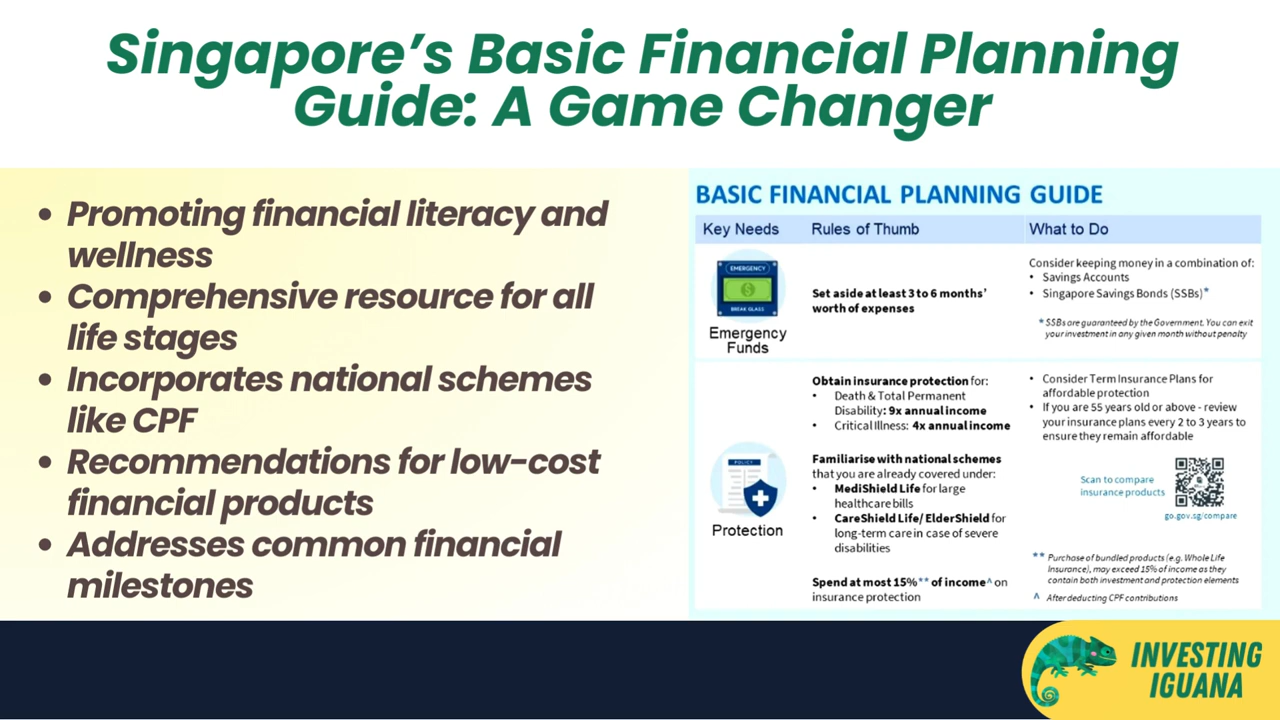 Singapore’s Basic Financial Planning
Guide: A Game Changer
• Promoting financial literacy and
wellness
• Comprehensive resource for all
life stages
• Incorporates national schemes
like CPF
• Recommendations for low-cost
financial products
• Addresses common financial
milestones
BASIC FINANCIAL PLANNING GUIDE
Key Needs Rules of Thumb What to Do
EMERGENCY
BREAK GLASS
Emergency
Funds
Set aside at least 3 to 6 months’
worth of expenses
Consider keeping money in a combination of:
• Savings Accounts
• Singapore Savings Bonds (SSBs)*
* SSBs are guaranteed by the Government. You can exit
your investment in any given month without penalty
POLICY
Protection
Obtain insurance protection for:
• Death & Total Permanent
Disability: 9x annual income
• Critical Illness: 4x annual income
Familiarise with national schemes
that you are already covered under:
• MediShield Life for large
healthcare bills
• CareShield Life/ ElderShield for
long-term care in case of severe
disabilities
Spend at most 15%** of income^ on
insurance protection
• Consider Term Insurance Plans for
affordable protection
• If you are 55 years old or above - review
your insurance plans every 2 to 3 years to
ensure they remain affordable
Scan to compare
insurance products
go.gov.sg/compare
** Purchase of bundled products (e.g. Whole Life
Insurance), may exceed 15% of income as they
contain both investment and protection elements
^ After deducting CPF contributions
INVESTING
IGUANA